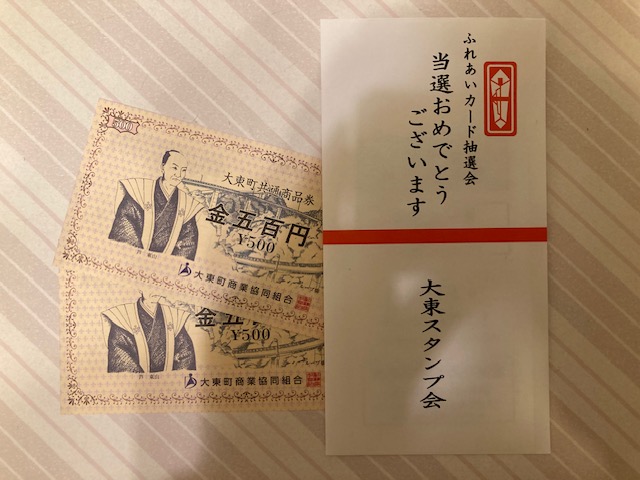 ふれあいカード抽選会
当選おめでとう
ございます
大東スタンプ会
500
大東町共通商品券
金五百円
¥500
大東町商業協同組合
金五
¥500
大東町商業協同組合